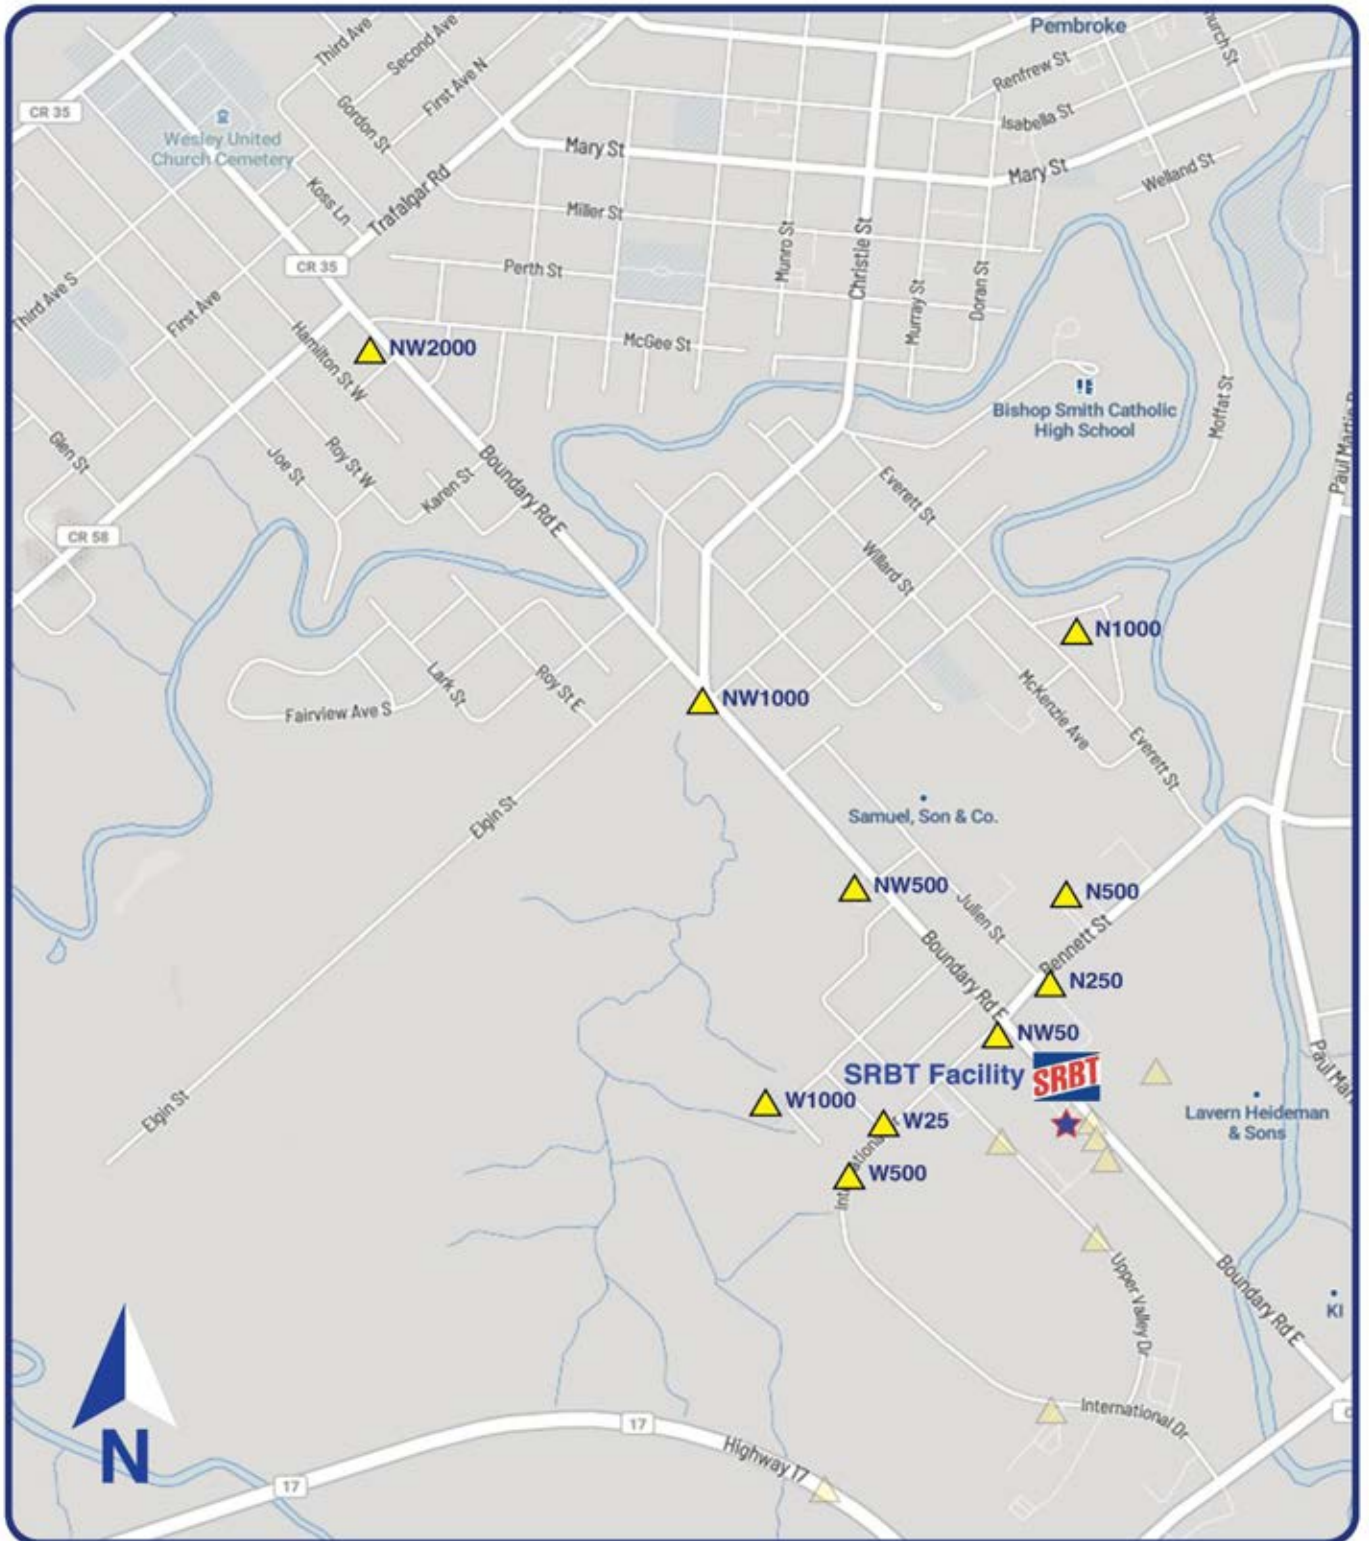 Pembroke
Third Ave
Second Ave
First Ave N
Renfrew St
CR 35
Gordon St
Isabella St
Wesley United
Church Cemetery
Mary St
Mary St
Welland St
Koss Ln
Trafalgar Rd
Miller St
Munro St
Christie St
CR 35
Perth St
Murray St
Doran St
Third Ave S
First Ave
Hamilton St W
NW2000
McGee St
Bishop Smith Catholic
High School
Moffat St
Glen St
Joe St
Roy St W
Karen St
Boundary Rd E
Everett St
CR 58
Willard St
N1000
Fairview Ave S
Lark St
Roy St E
NW1000
McKenzie Ave
Everett St
Elgin St
Samuel, Son & Co.
NW500
N500
Julien St
Bennett St
Boundary Rd E
N250
NW50
SRBT Facility
SRBT
Elgin St
W1000
W25
Lavern Heideman
& Sons
W500
Upper Valley Dr
Boundary Rd E
KI
N
International Dr
17
Highway 17
17